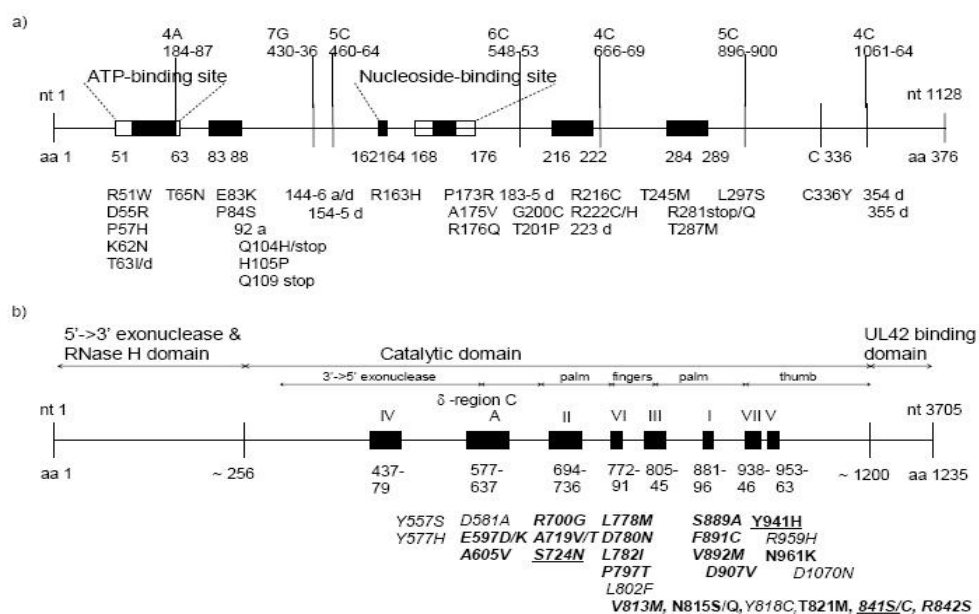 a)
4A 7G 5C 6C 4C 5C 4C
184-87 430-36 460-64 548-53 666-69 896-900 1061-64
ATP-binding site Nucleoside-binding site
nt 1 nt 1128
aa 1 51 63 83 88 162 164 168 176 216 222 284 289 C 336 aa 376
R51W T65N E83K 144-6 a/d R163H P173R 183-5 d R216C T245M L297S C336Y 354 d
D55R P84S 154-5 d A175V G200C R222C/H R281stop/Q 355 d
P57H 92 a R176Q T201P 223 d T287M
K62N Q104H/stop
T63I/d H105P
Q109 stop
b)
5'->3' exonuclease & UL42 binding
RNase H domain Catalytic domain domain
3'->5' exonuclease palm fingers palm thumb
δ -region C
nt 1 IV A II VI III I VII V nt 3705
aa 1 ~ 256 437- 577- 694- 772- 805- 881- 938- 953- ~ 1200 aa 1235
79 637 736 91 45 96 46 63
Y557S D581A R700G L778M S889A Y941H
Y577H E597D/K A719V/T D780N F891C R959H
A605V S724N L782I V892M N961K
P797T D907V D1070N
L802F
V813M, N815S/Q, Y818C, T821M, 841S/C, R842S